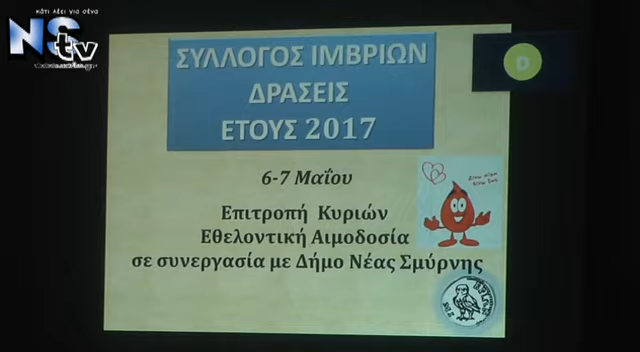 κάτι λέει για σένα
NS
tv
ΣΥΛΛΟΓΟΣ ΙΜΒΡΙΩΝ
ΔΡΑΣΕΙΣ
ΕΤΟΥΣ 2017
D
6-7 Μαΐου
Επιτροπή Κυριών
Εθελοντική Αιμοδοσία
σε συνεργασία με Δήμο Νέας Σμύρνης